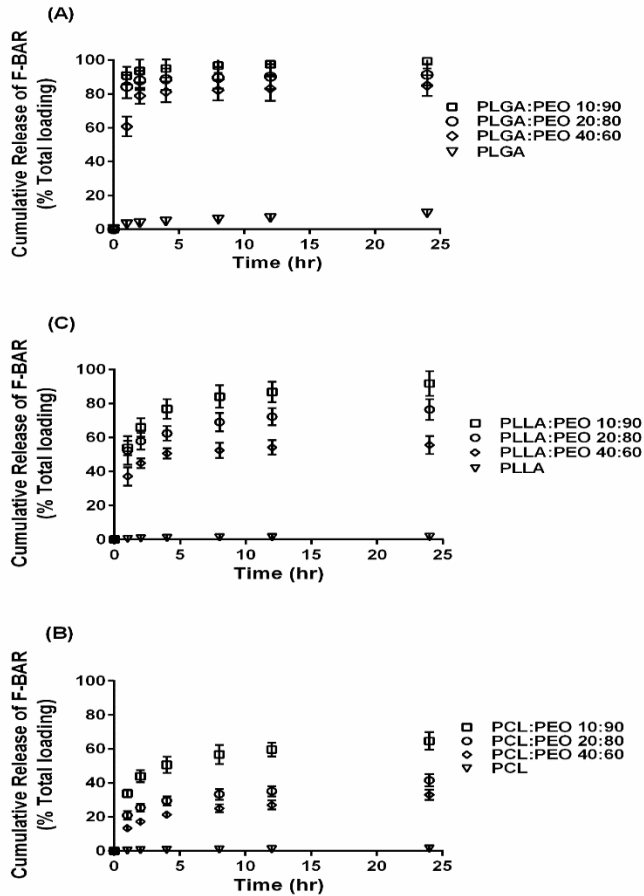 (A)
Cumulative Release of F-BAR
(% Total loading)
100
80
60
40
20
0
0 5 10 15 20 25
Time (hr)
PLGA:PEO 10:90
PLGA:PEO 20:80
PLGA:PEO 40:60
PLGA
(C)
Cumulative Release of F-BAR
(% Total loading)
100
80
60
40
20
0
0 5 10 15 20 25
Time (hr)
PLLA:PEO 10:90
PLLA:PEO 20:80
PLLA:PEO 40:60
PLLA
(B)
Cumulative Release of F-BAR
(% Total loading)
100
80
60
40
20
0
0 5 10 15 20 25
Time (hr)
PCL:PEO 10:90
PCL:PEO 20:80
PCL:PEO 40:60
PCL